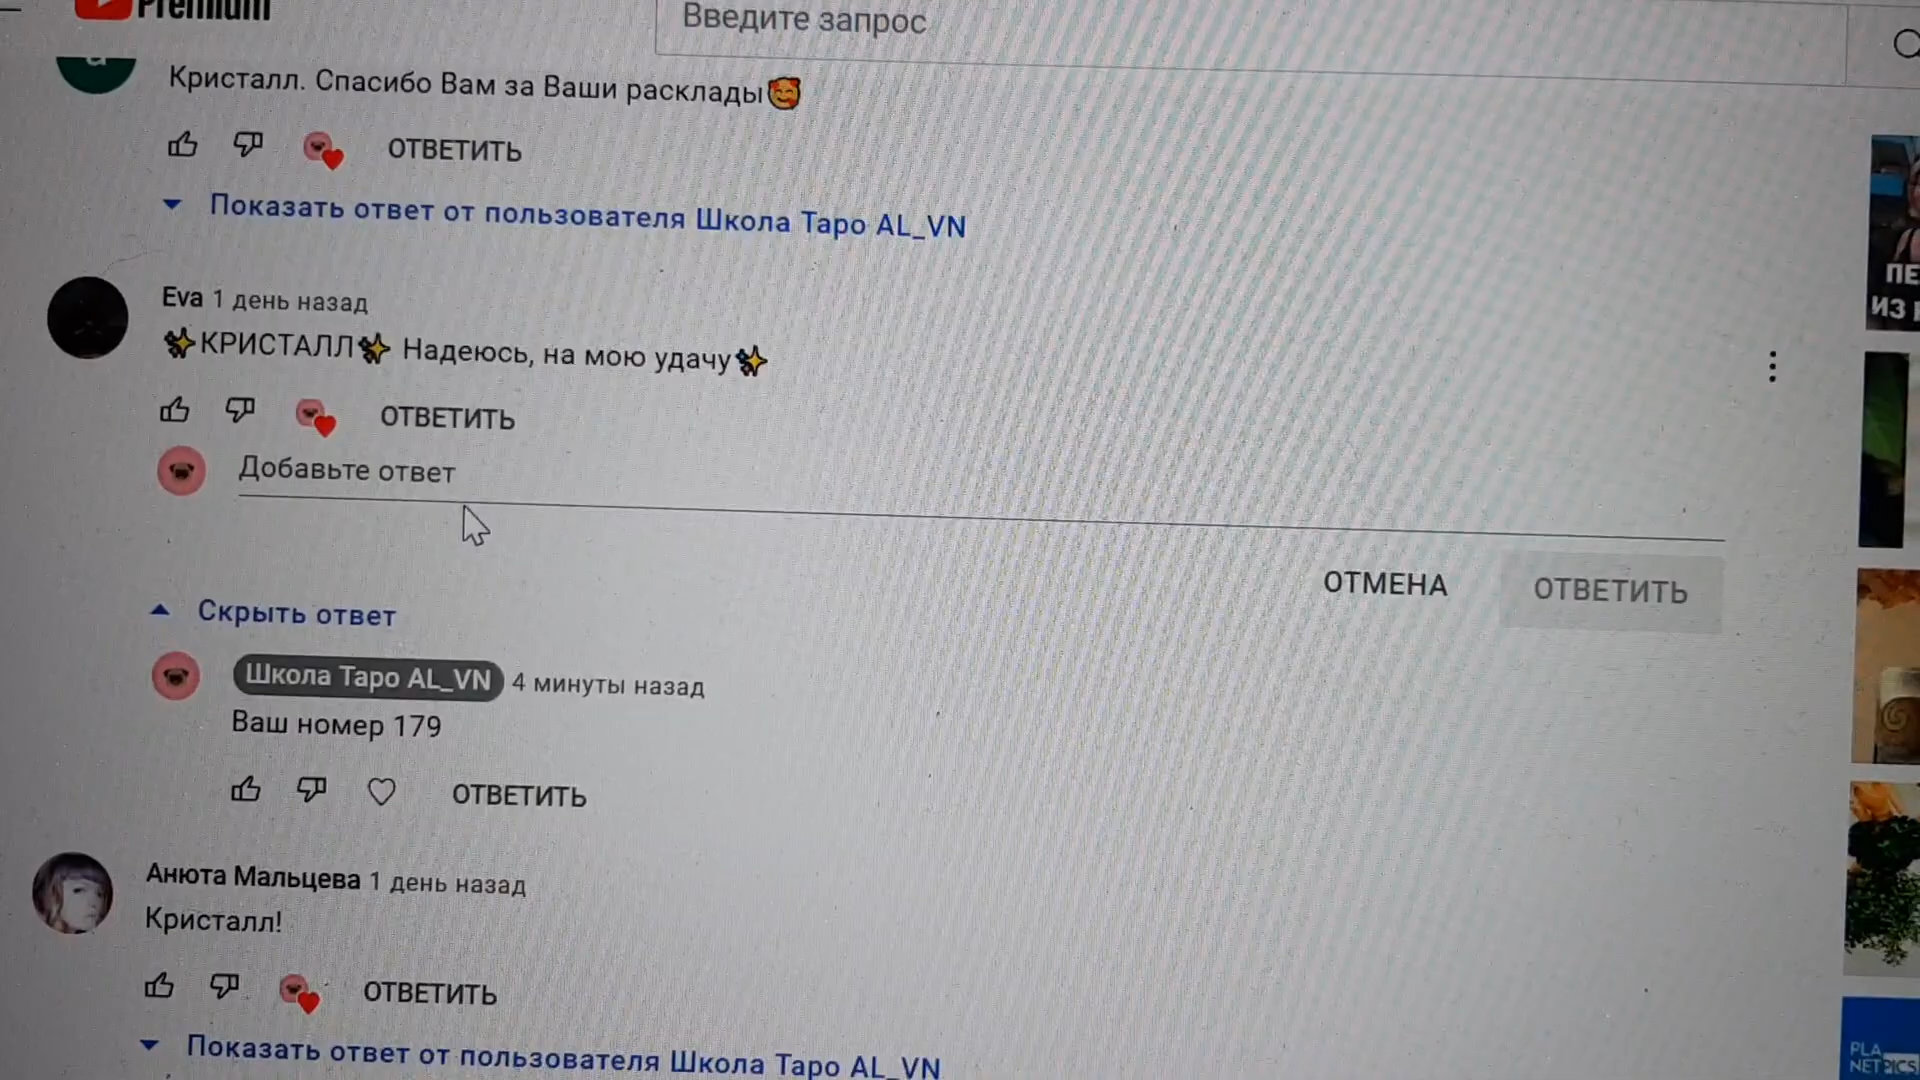 Premium
Введите запрос
Кристалл. Спасибо Вам за Ваши расклады🥰
ОТВЕТИТЬ
Показать ответ от пользователя Школа Таро AL_VN
Eva 1 день назад
✨КРИСТАЛЛ✨ Надеюсь, на мою удачу✨
ОТВЕТИТЬ
Добавьте ответ
ОТМЕНА
ОТВЕТИТЬ
Скрыть ответ
Школа Таро AL_VN 4 минуты назад
Ваш номер 179
ОТВЕТИТЬ
Анюта Мальцева 1 день назад
Кристалл!
ОТВЕТИТЬ
Показать ответ от пользователя Школа Таро AL_VN
ИЗ
PLA
NETPICS